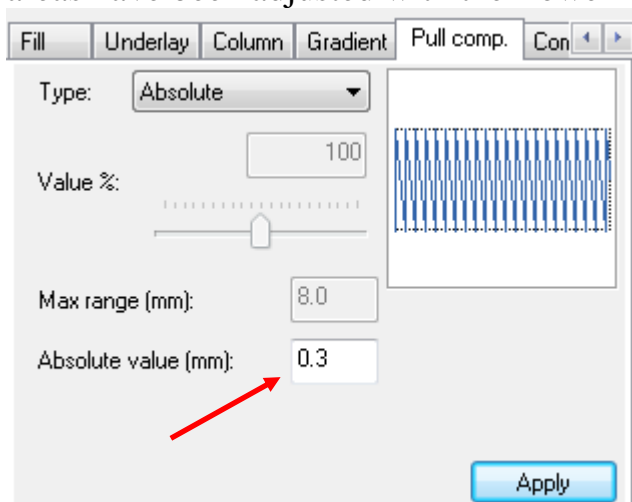 Fill Underlay Column Gradient Pull comp. Con
Type: Absolute
100
Value %:
Max range (mm): 8.0
Absolute value (mm): 0.3
Apply